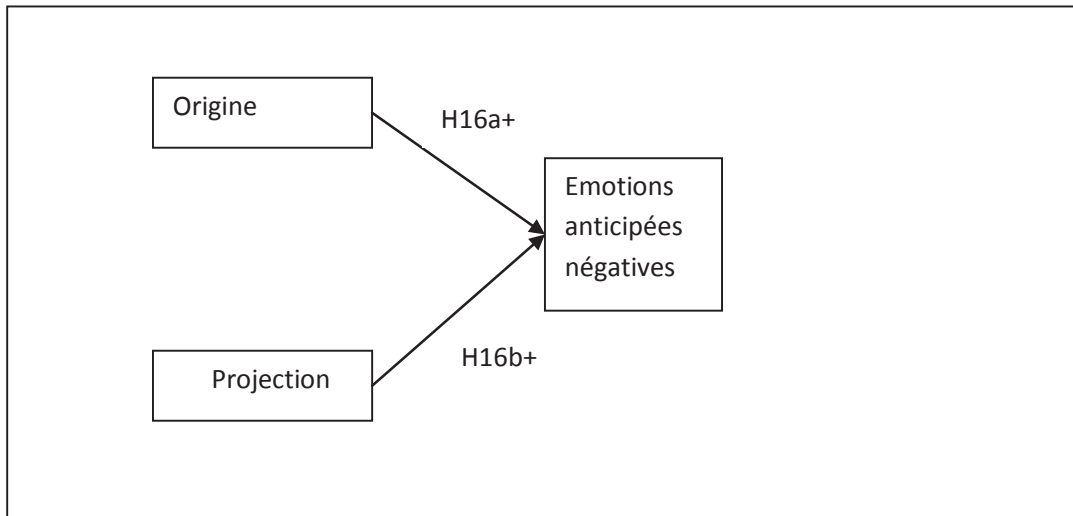 Origine
H16a+
Emotions
anticipées
négatives
H16b+
Projection